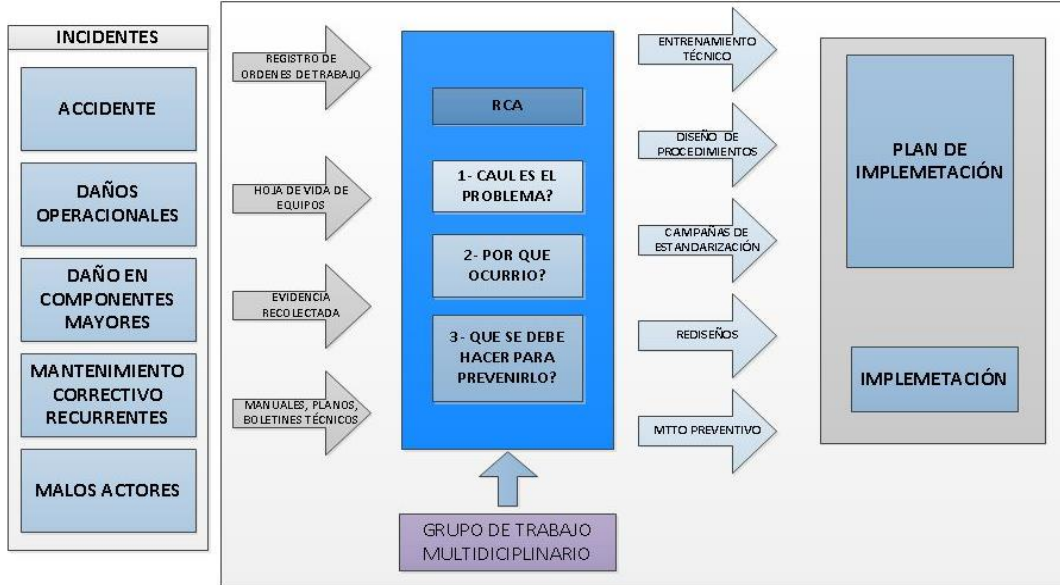 INCIDENTES
ACCIDENTE
DAÑOS
OPERACIONALES
DAÑO EN
COMPONENTES
MAYORES
MANTENIMIENTO
CORRECTIVO
RECURRENTES
MALOS ACTORES
REGISTRO DE
ORDENES DE TRABAJO
HOJA DE VIDA DE
EQUIPOS
EVIDENCIA
RECOLECTADA
MANUALES, PLANOS,
BOLETINES TÉCNICOS
RCA
1- CAUL ES EL
PROBLEMA?
2- POR QUE
OCURRIO?
3- QUE SE DEBE
HACER PARA
PREVENIRLO?
GRUPO DE TRABAJO
MULTIDICIPLINARIO
ENTRENAMIENTO
TÉCNICO
DISEÑO DE
PROCEDIMIENTOS
CAMPAÑAS DE
ESTANDARIZACIÓN
REDISEÑOS
MTTO PREVENTIVO
PLAN DE
IMPLEMETACIÓN
IMPLEMETACIÓN